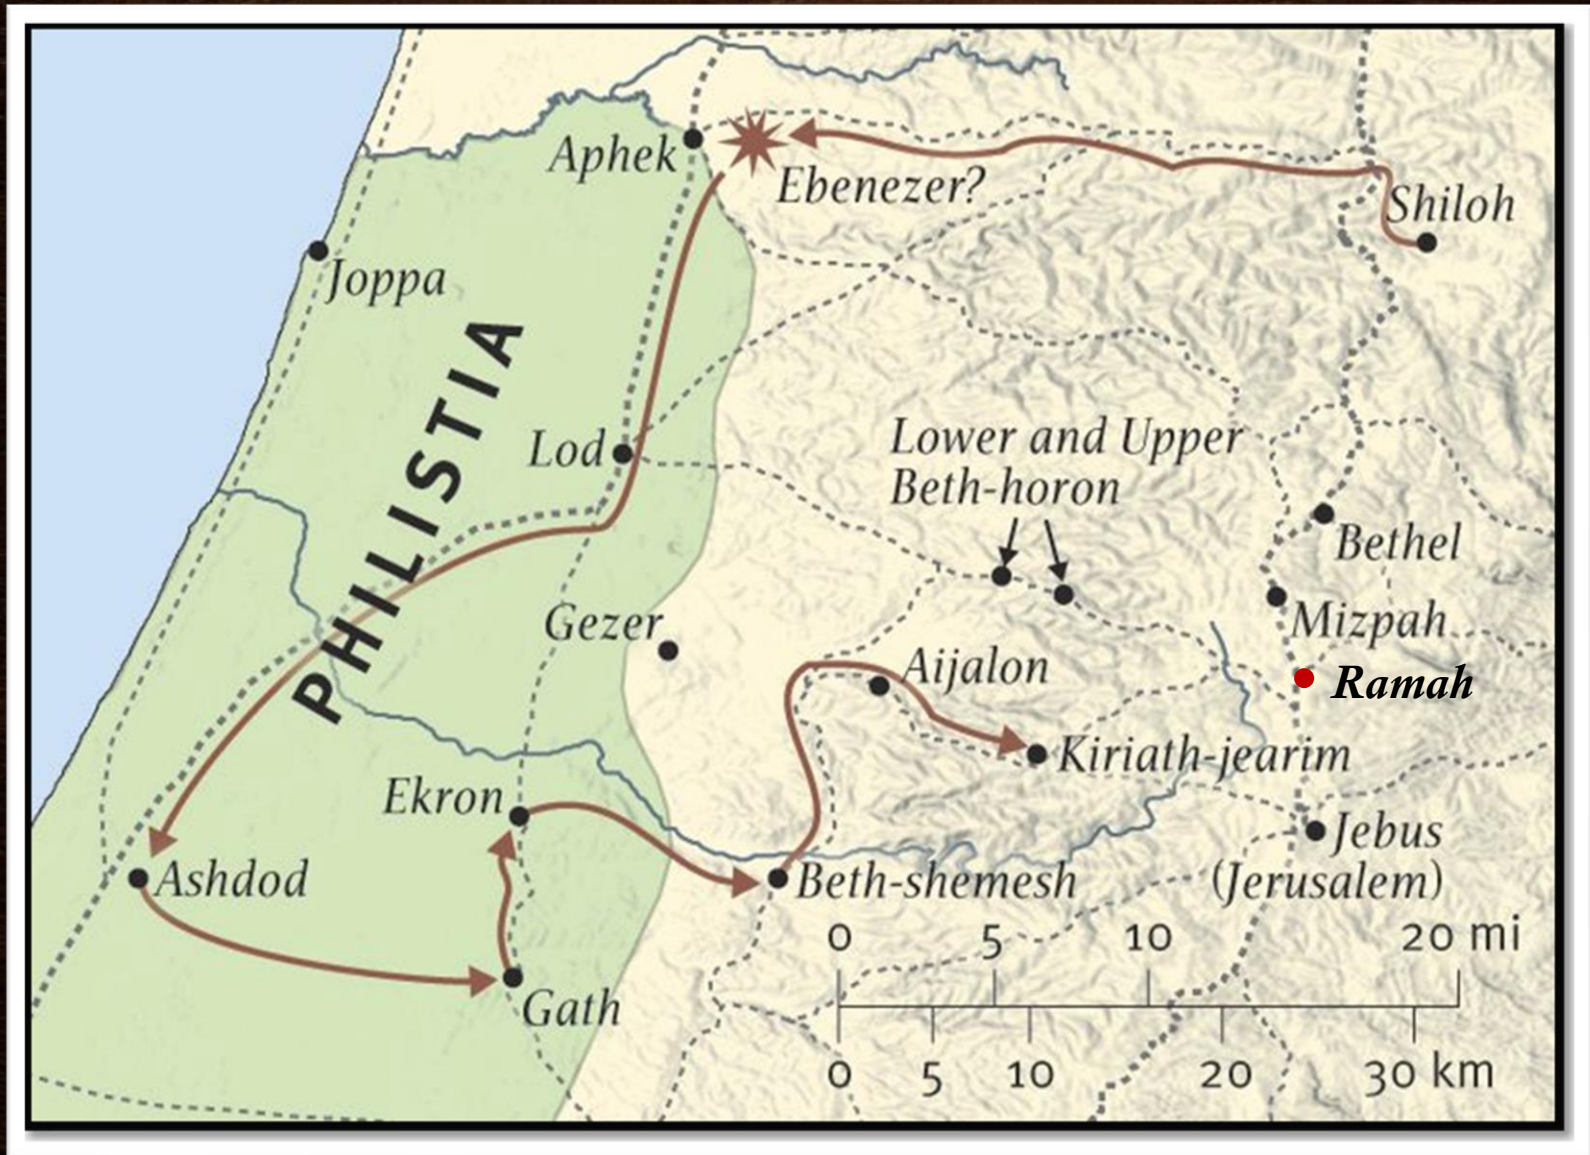 Aphek
Ebenezer?
Shiloh
Joppa
PHILISTIA
Lod
Lower and Upper
Beth-horon
Bethel
Gezer
Mizpah
Aijalon
Ramah
Kiriath-jearim
Ekron
Jebus
(Jerusalem)
Ashdod
Beth-shemesh
Gath
0 5 10 20 mi
0 5 10 20 30 km